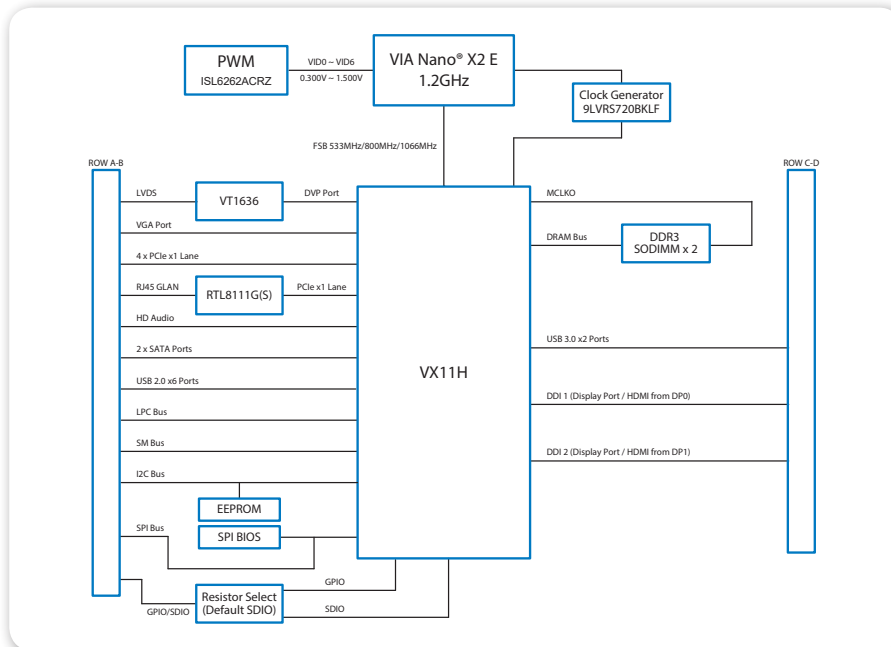 PWM
ISL6262ACRZ
VID0 ~ VID6
0.300V ~ 1.500V
VIA Nano® X2 E
1.2GHz
Clock Generator
9LVRS720BKLF
FSB 533MHz/800MHz/1066MHz
ROW A-B
ROW C-D
LVDS
VT1636
DVP Port
MCLKO
VGA Port
DRAM Bus
DDR3
SODIMM x 2
4 x PCIe x1 Lane
RJ45 GLAN
RTL8111G(S)
PCIe x1 Lane
HD Audio
USB 3.0 x2 Ports
2 x SATA Ports
VX11H
USB 2.0 x6 Ports
DDI 1 (Display Port / HDMI from DP0)
LPC Bus
SM Bus
DDI 2 (Display Port / HDMI from DP1)
I2C Bus
EEPROM
SPI Bus
SPI BIOS
GPIO
Resistor Select
(Default SDIO)
GPIO/SDIO
SDIO